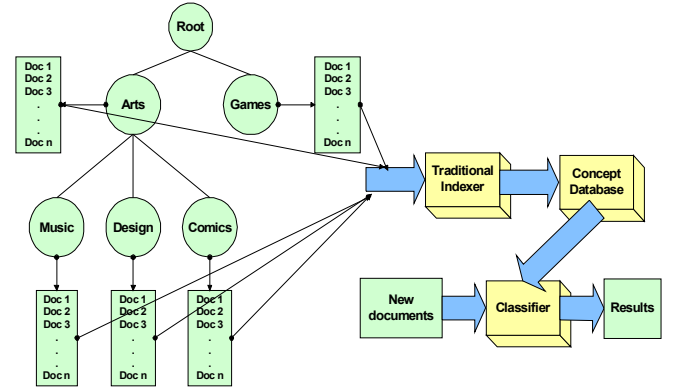 Root
Doc 1
Doc 2
Doc 3
.
.
.
Doc n
Arts
Games
Doc 1
Doc 2
Doc 3
.
.
.
Doc n
Traditional
Indexer
Concept
Database
Music
Design
Comics
Doc 1
Doc 2
Doc 3
.
.
.
Doc n
Doc 1
Doc 2
Doc 3
.
.
.
Doc n
Doc 1
Doc 2
Doc 3
.
.
.
Doc n
New
documents
Classifier
Results